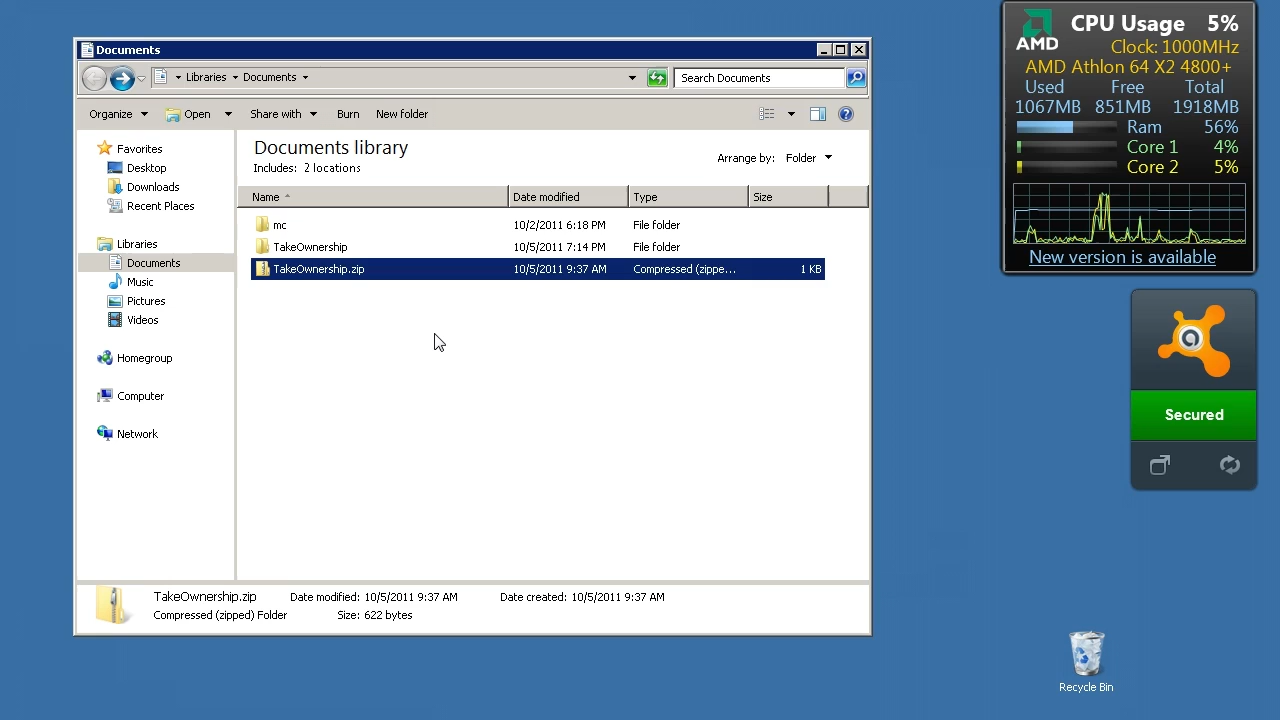 Documents
Libraries Documents
Search Documents
Organize Open Share with Burn New folder
Favorites
Desktop
Downloads
Recent Places
Libraries
Documents
Music
Pictures
Videos
Homegroup
Computer
Network
Documents library
Includes: 2 locations
Arrange by: Folder
Name Date modified Type Size
mc 10/2/2011 6:18 PM File folder
TakeOwnership 10/5/2011 7:14 PM File folder
TakeOwnership.zip 10/5/2011 9:37 AM Compressed (zippe... 1 KB
TakeOwnership.zip Date modified: 10/5/2011 9:37 AM Date created: 10/5/2011 9:37 AM
Compressed (zipped) Folder Size: 622 bytes
AMD
CPU Usage 5%
Clock: 1000MHz
AMD Athlon 64 X2 4800+
Used Free Total
1067MB 851MB 1918MB
Ram 56%
Core 1 4%
Core 2 5%
New version is available
Secured
Recycle Bin